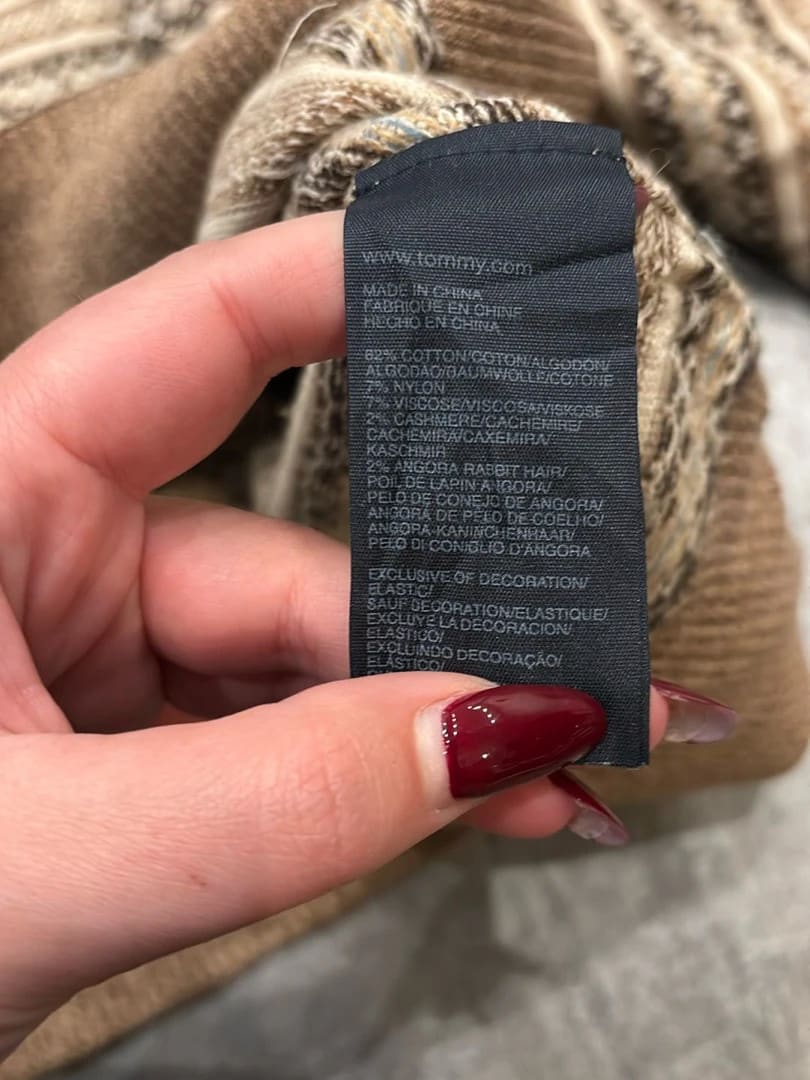 www.tommy.com
MADE IN CHINA
FABRIQUE EN CHINE
HECHO EN CHINA
82% COTTON/COTON/ALGODON/
ALGODAO/BAUMWOLLE/COTONE
7% NYLON
7% VISCOSE/VISCOSA/VISKOSE
2% CASHMERE/CACHEMIRE/
CACHEMIRA/CAXEMIRA/
KASCHMIR
2% ANGORA RABBIT HAIR/
POIL DE LAPIN ANGORA/
PELO DE CONEJO DE ANGORA/
ANGORA DE PELO DE COELHO/
ANGORA-KANINCHENHAAR/
PELO DI CONIGLIO D'ANGORA
EXCLUSIVE OF DECORATION/
ELASTIC/
SAUF DECORATION/ELASTIQUE/
EXCLUYE LA DECORACION/
ELASTICO/
EXCLUINDO DECORAÇÃO/
ELÁSTICO/